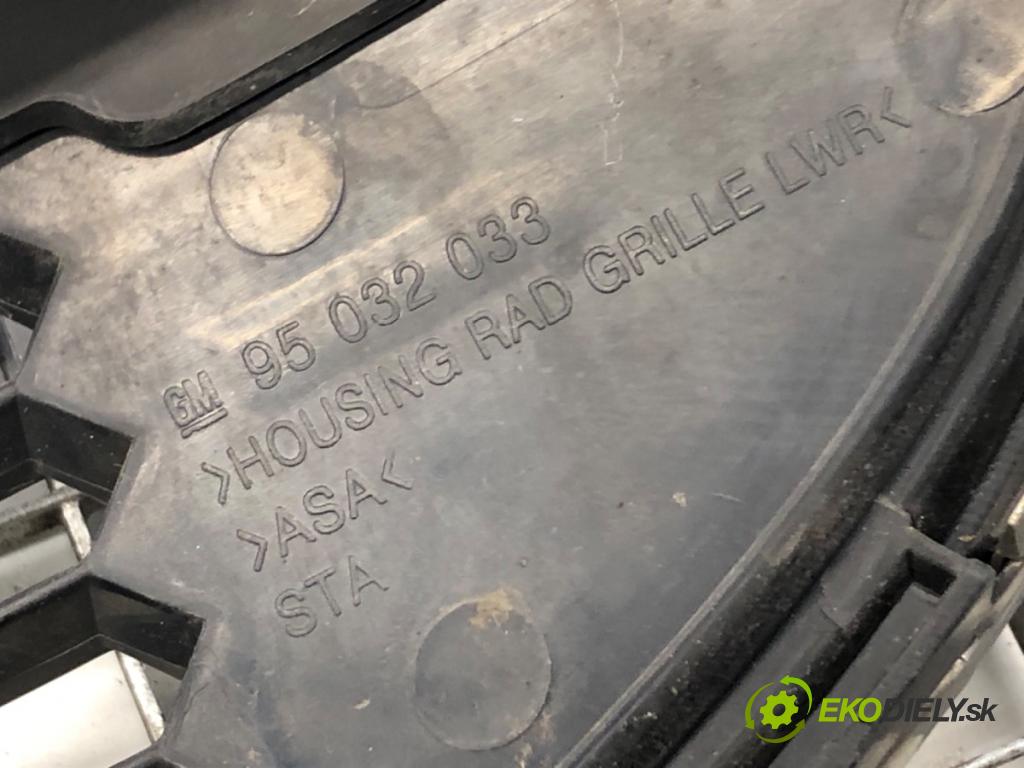 GM 95 032 033
>HOUSING RAD GRILLE LWR<
>ASA<
STA
EKODIELY.sk